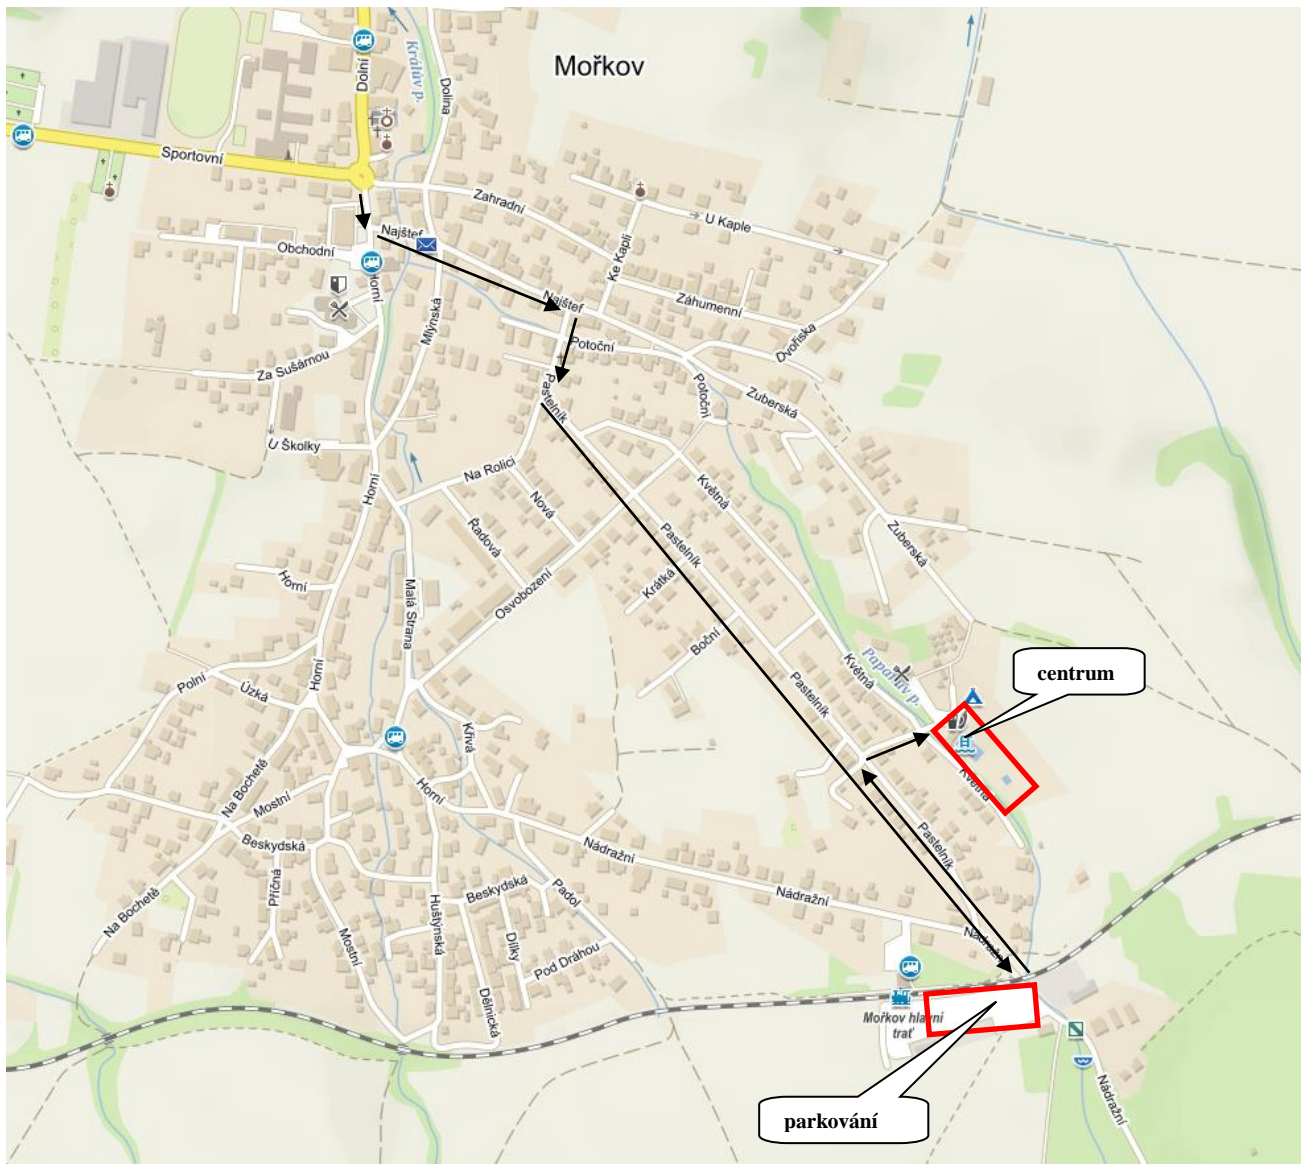 Mořkov
Králův p.
Dolní
Dolina
Sportovní
Zahradní
U Kaple
Najštef
Obchodní
Ke Kapli
Horní
Mlýnská
Najštef
Záhumenní
Potoční
Dvořiska
Za Sušárnou
Pastelník
Potoční
Zuberská
U Školky
Na Rolici
Horní
Květná
Nová
Řadová
Pastelník
Zuberská
Horní
Osvobození
Krátká
Malá Strana
Boční
Papakův p.
Květná
centrum
Polní
Úzká
Horní
Pastelník
Křivá
Květná
Na Bochetě
Mostní
Horní
Beskydská
Nádražní
Pastelník
Příčná
Na Bochetě
Beskydská
Padol
Nádražní
Mostní
Huštýnská
Dílky
Pod Dráhou
Nádražní
Dělnická
Mořkov hlavní
trať
Nádražní
parkování